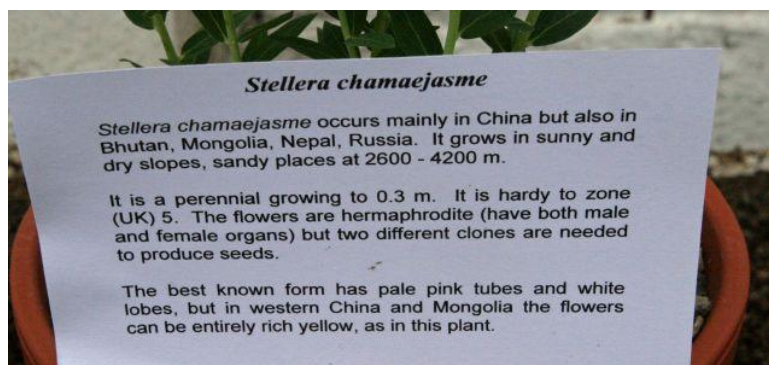 Stellera chamaejasme
Stellera chamaejasme occurs mainly in China but also in
Bhutan, Mongolia, Nepal, Russia. It grows in sunny and
dry slopes, sandy places at 2600 - 4200 m.
It is a perennial growing to 0.3 m. It is hardy to zone
(UK) 5. The flowers are hermaphrodite (have both male
and female organs) but two different clones are needed
to produce seeds.
The best known form has pale pink tubes and white
lobes, but in western China and Mongolia the flowers
can be entirely rich yellow, as in this plant.